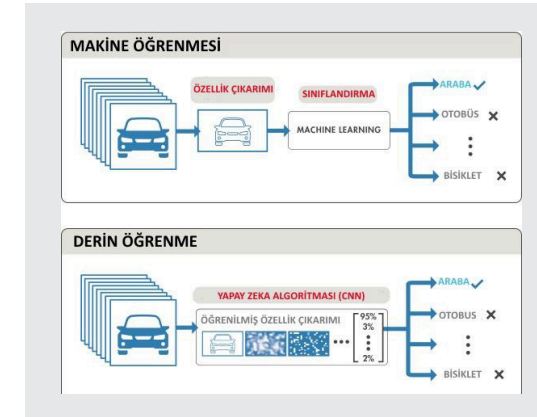 MAKİNE ÖĞRENMESİ
ÖZELLİK ÇIKARIMI
SINIFLANDIRMA
MACHINE LEARNING
ARABA
OTOBÜS
BİSİKLET
DERİN ÖĞRENME
YAPAY ZEKA ALGORİTMASI (CNN)
ÖĞRENİLMİŞ ÖZELLİK ÇIKARIMI
95%
3%
2%
ARABA
OTOBUS
BİSİKLET